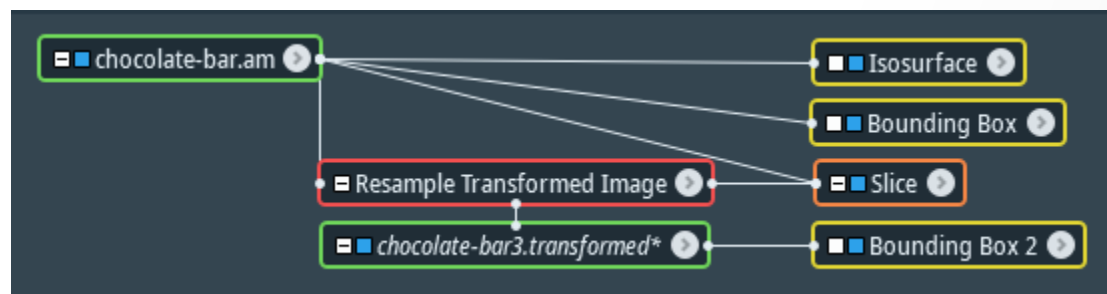 chocolate-bar.am
Isosurface
Bounding Box
Resample Transformed Image
Slice
chocolate-bar3.transformed*
Bounding Box 2